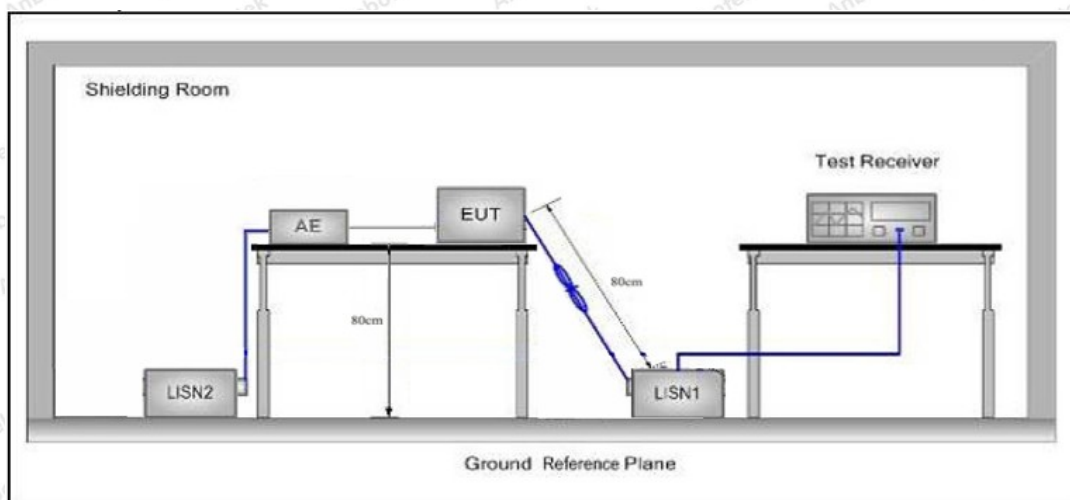 Shielding Room
Test Receiver
AE
EUT
80cm
80cm
LISN2
LISN1
Ground Reference Plane